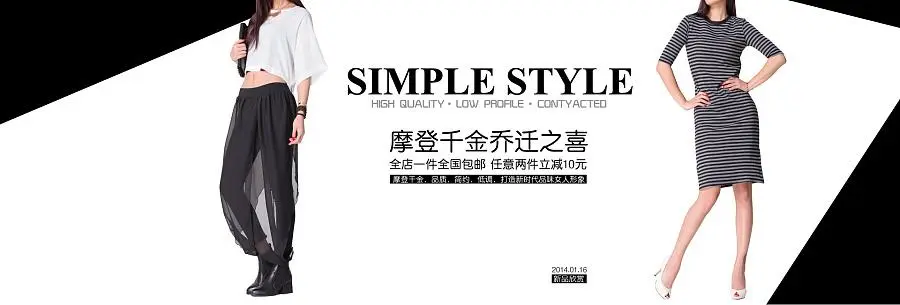 SIMPLE STYLE
HIGH QUALITY · LOW PROFILE · CONTYACTED
摩登千金乔迁之喜
全店一件全国包邮 任意两件立减10元
摩登千金，品质、简约、低调，打造新时代品味女人形象
2014.01.16
新品欣赏